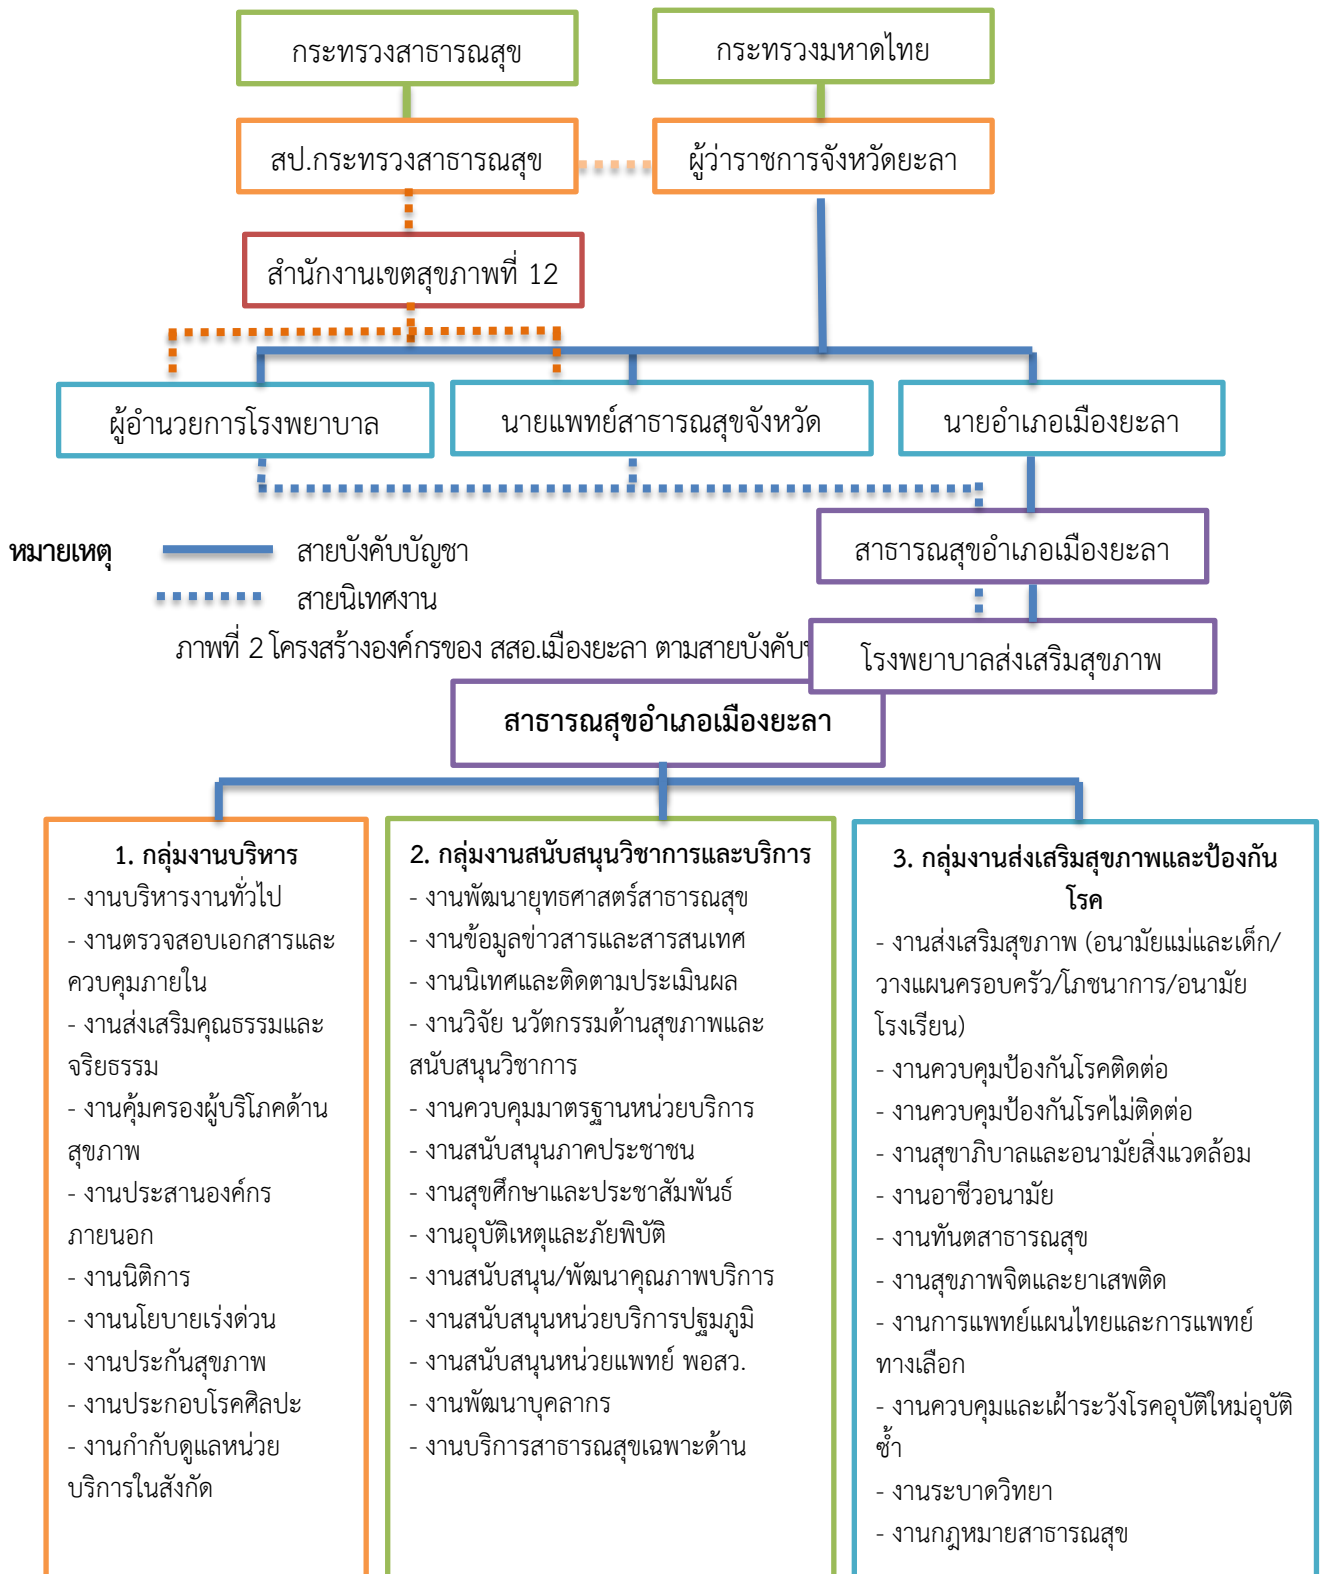 กระทรวงสาธารณสุข
กระทรวงมหาดไทย
สป.กระทรวงสาธารณสุข
ผู้ว่าราชการจังหวัดยะลา
สำนักงานเขตสุขภาพที่ 12
ผู้อำนวยการโรงพยาบาล
นายแพทย์สาธารณสุขจังหวัด
นายอำเภอเมืองยะลา
สาธารณสุขอำเภอเมืองยะลา
หมายเหตุ สายบังคับบัญชา
สายนิเทศงาน
ภาพที่ 2 โครงสร้างองค์กรของ สสอ.เมืองยะลา ตามสายบังคับ
โรงพยาบาลส่งเสริมสุขภาพ
สาธารณสุขอำเภอเมืองยะลา
1. กลุ่มงานบริหาร
- งานบริหารงานทั่วไป
- งานตรวจสอบเอกสารและ
ควบคุมภายใน
- งานส่งเสริมคุณธรรมและ
จริยธรรม
- งานคุ้มครองผู้บริโภคด้าน
สุขภาพ
- งานประสานองค์กร
ภายนอก
- งานนิติการ
- งานนโยบายเร่งด่วน
- งานประกันสุขภาพ
- งานประกอบโรคศิลปะ
- งานกำกับดูแลหน่วย
บริการในสังกัด
2. กลุ่มงานสนับสนุนวิชาการและบริการ
- งานพัฒนายุทธศาสตร์สาธารณสุข
- งานข้อมูลข่าวสารและสารสนเทศ
- งานนิเทศและติดตามประเมินผล
- งานวิจัย นวัตกรรมด้านสุขภาพและ
สนับสนุนวิชาการ
- งานควบคุมมาตรฐานหน่วยบริการ
- งานสนับสนุนภาคประชาชน
- งานสุขศึกษาและประชาสัมพันธ์
- งานอุบัติเหตุและภัยพิบัติ
- งานสนับสนุน/พัฒนาคุณภาพบริการ
- งานสนับสนุนหน่วยบริการปฐมภูมิ
- งานสนับสนุนหน่วยแพทย์ พอสว.
- งานพัฒนาบุคลากร
- งานบริการสาธารณสุขเฉพาะด้าน
3. กลุ่มงานส่งเสริมสุขภาพและป้องกัน
โรค
- งานส่งเสริมสุขภาพ (อนามัยแม่และเด็ก/
วางแผนครอบครัว/โภชนาการ/อนามัย
โรงเรียน)
- งานควบคุมป้องกันโรคติดต่อ
- งานควบคุมป้องกันโรคไม่ติดต่อ
- งานสุขาภิบาลและอนามัยสิ่งแวดล้อม
- งานอาชีวอนามัย
- งานทันตสาธารณสุข
- งานสุขภาพจิตและยาเสพติด
- งานการแพทย์แผนไทยและการแพทย์
ทางเลือก
- งานควบคุมและเฝ้าระวังโรคอุบัติใหม่อุบัติ
ซ้ำ
- งานระบาดวิทยา
- งานกฎหมายสาธารณสุข